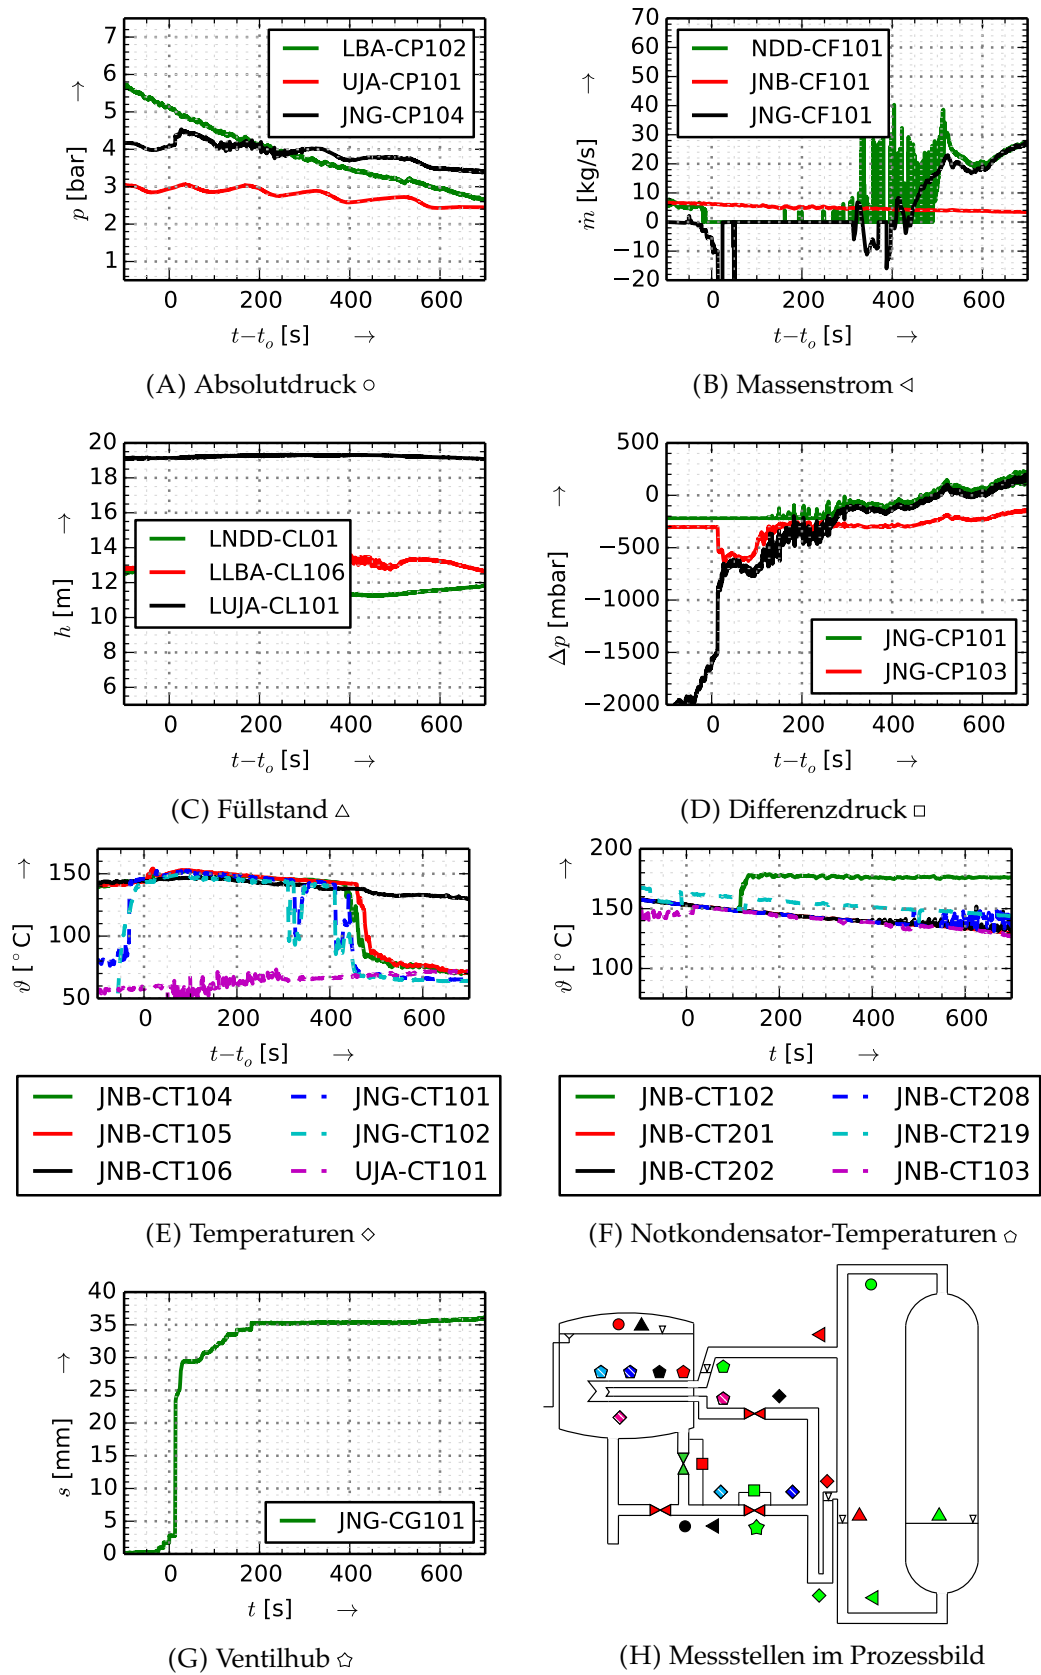 7
6
5
4
3
2
1
p [bar] →
LBA-CP102
UJA-CP101
JNG-CP104
0 200 400 600
t−t_o [s] →
(A) Absolutdruck ○
70
60
50
40
30
20
10
0
−10
−20
ṁ [kg/s] →
NDD-CF101
JNB-CF101
JNG-CF101
0 200 400 600
t−t_o [s] →
(B) Massenstrom ◁
20
18
16
14
12
10
8
6
h [m] →
LNDD-CL01
LLBA-CL106
LUJA-CL101
0 200 400 600
t−t_o [s] →
(C) Füllstand △
500
0
−500
−1000
−1500
−2000
Δp [mbar] →
JNG-CP101
JNG-CP103
0 200 400 600
t−t_o [s] →
(D) Differenzdruck □
150
100
50
ϑ [°C] →
0 200 400 600
t−t_o [s] →
JNB-CT104
JNB-CT105
JNB-CT106
JNG-CT101
JNG-CT102
UJA-CT101
(E) Temperaturen ◇
200
150
100
ϑ [°C] →
0 200 400 600
t [s] →
JNB-CT102
JNB-CT201
JNB-CT202
JNB-CT208
JNB-CT219
JNB-CT103
(F) Notkondensator-Temperaturen ⬠
40
35
30
25
20
15
10
5
0
s [mm] →
JNG-CG101
0 200 400 600
t [s] →
(G) Ventilhub ☆
(H) Messstellen im Prozessbild